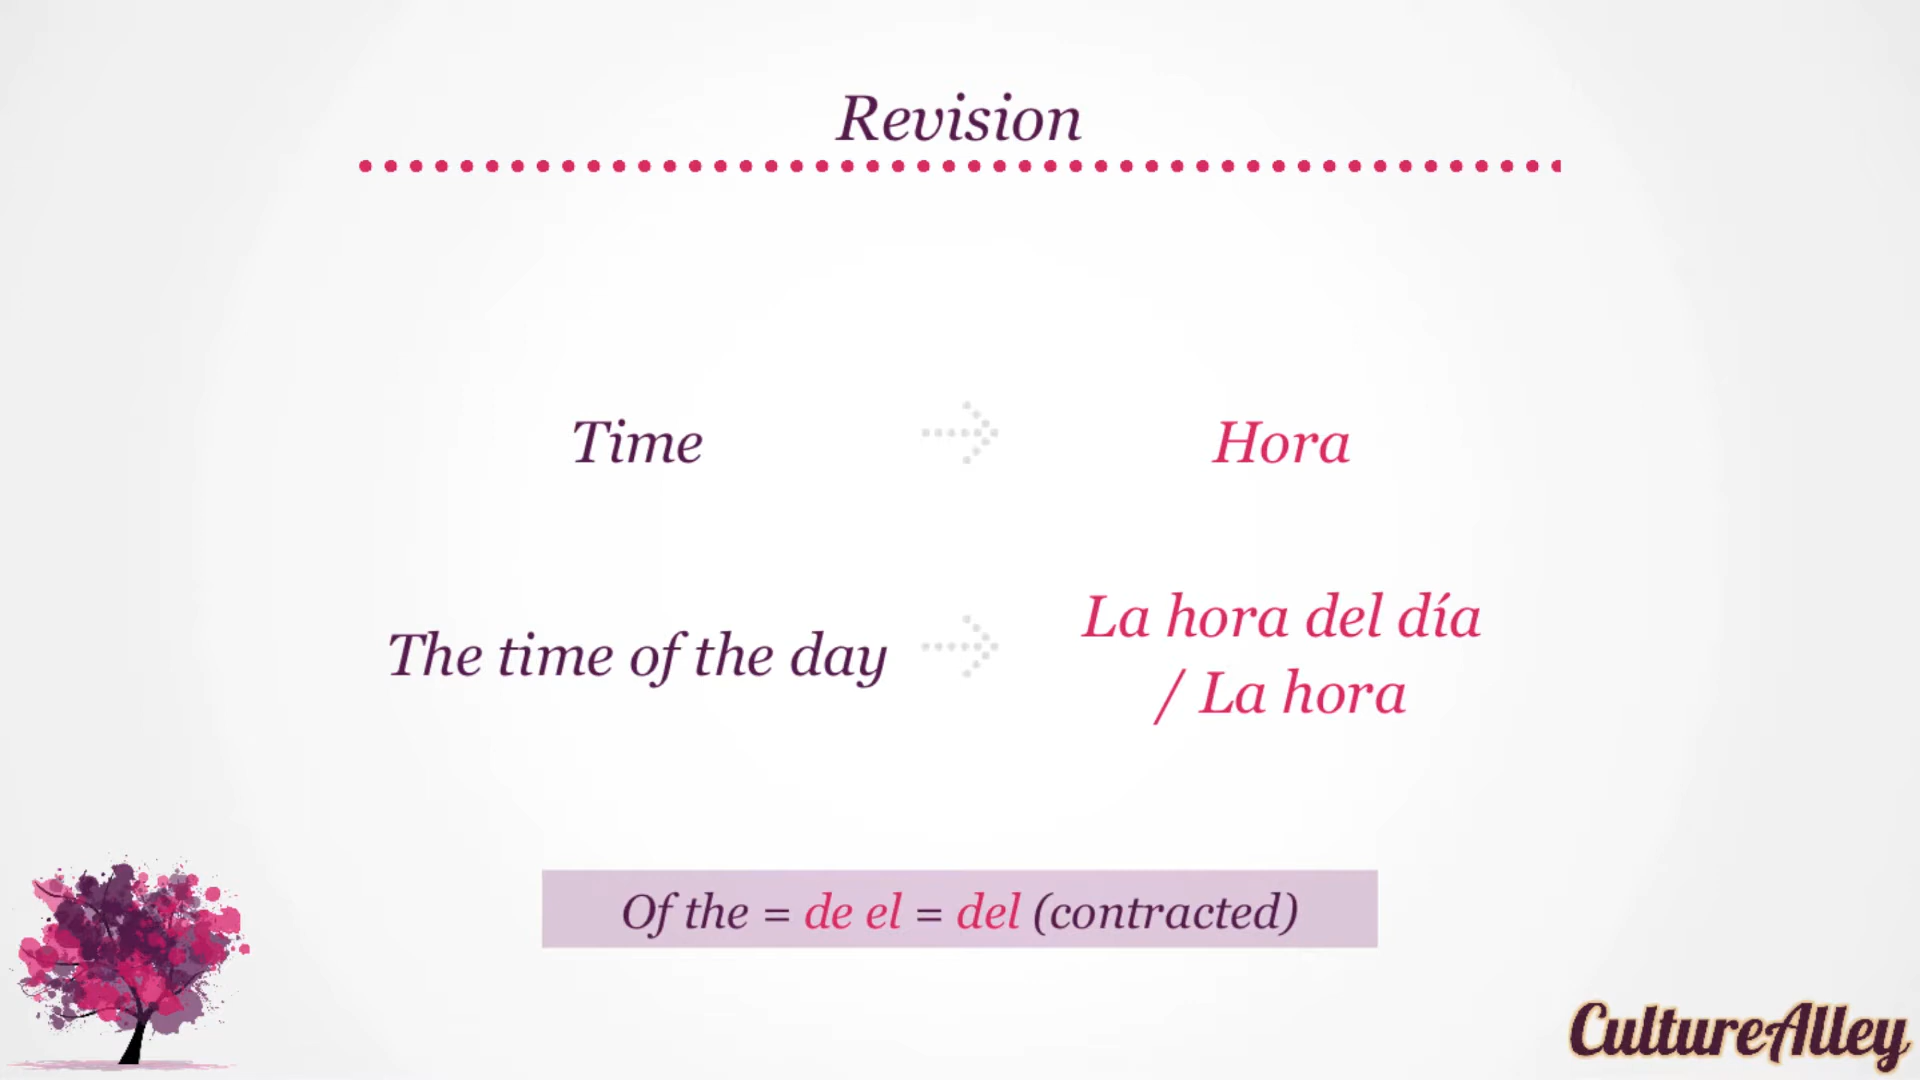 Revision
Time
Hora
The time of the day
La hora del día
/ La hora
Of the = de el = del (contracted)
CultureAlley